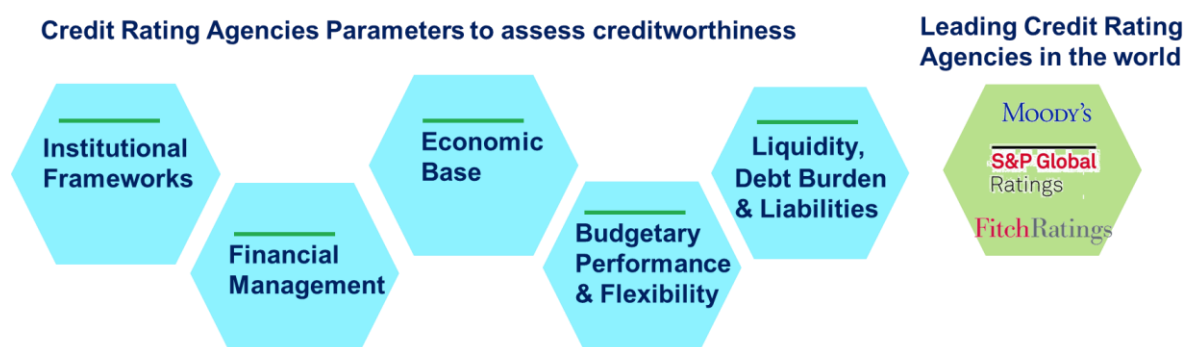 Credit Rating Agencies Parameters to assess creditworthiness
Leading Credit Rating
Agencies in the world
Institutional
Frameworks
Financial
Management
Economic
Base
Budgetary
Performance
& Flexibility
Liquidity,
Debt Burden
& Liabilities
MOODY'S
S&P Global
Ratings
FitchRatings